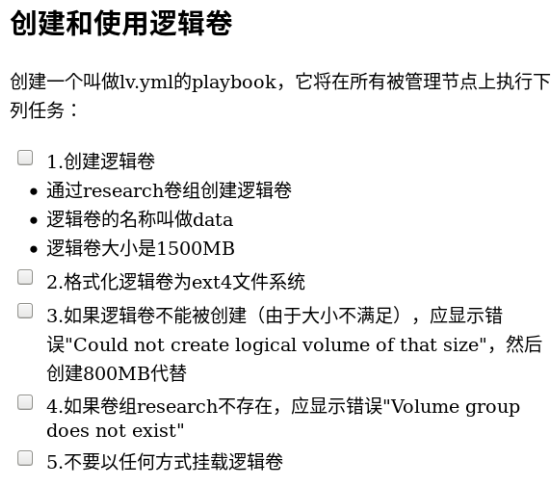 创建和使用逻辑卷
创建一个叫做lv.yml的playbook，它将在所有被管理节点上执行下
列任务：
1.创建逻辑卷
通过research卷组创建逻辑卷
逻辑卷的名称叫做data
逻辑卷大小是1500MB
2.格式化逻辑卷为ext4文件系统
3.如果逻辑卷不能被创建（由于大小不满足），应显示错
误"Could not create logical volume of that size"，然后
创建800MB代替
4.如果卷组research不存在，应显示错误"Volume group
does not exist"
5.不要以任何方式挂载逻辑卷